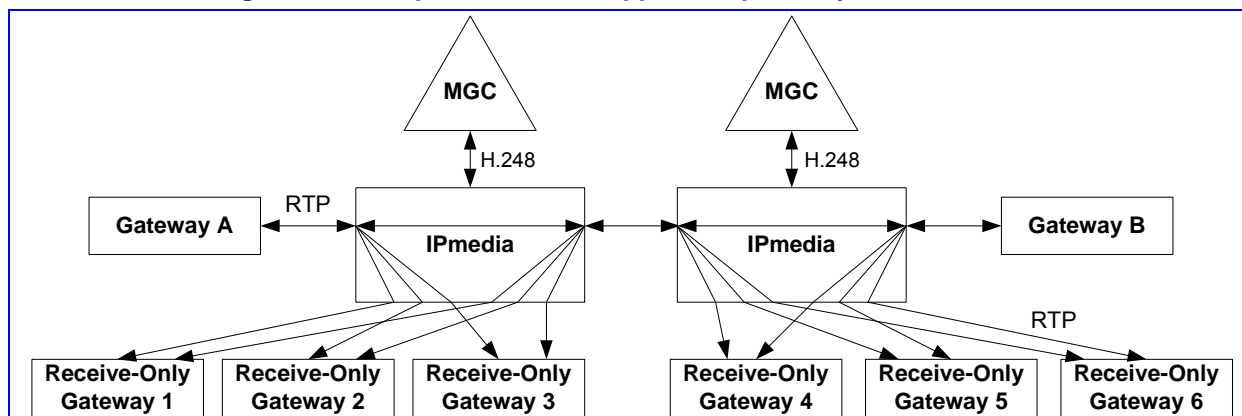 MGC
MGC
H.248
H.248
RTP
Gateway A
IPmedia
IPmedia
Gateway B
RTP
Receive-Only
Gateway 1
Receive-Only
Gateway 2
Receive-Only
Gateway 3
Receive-Only
Gateway 4
Receive-Only
Gateway 5
Receive-Only
Gateway 6